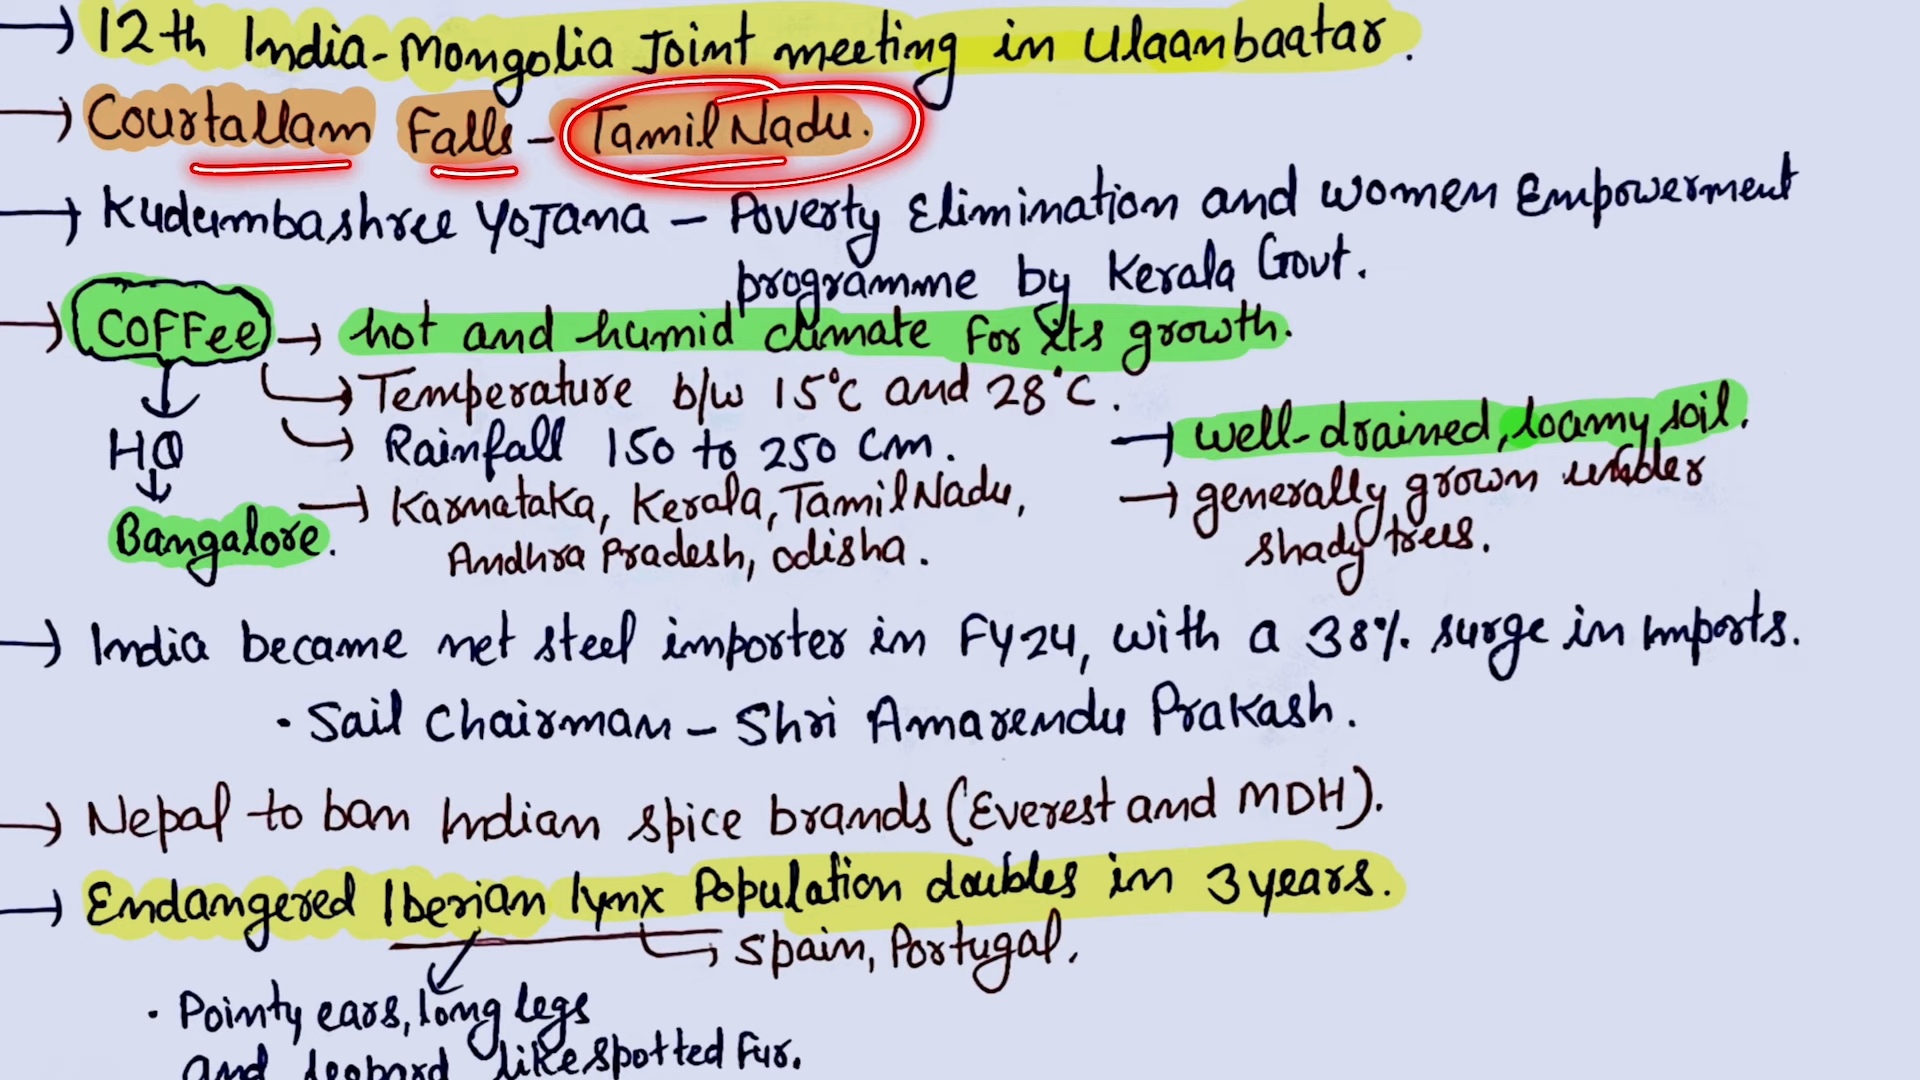 → 12th India-Mongolia Joint meeting in Ulaanbaatar.
→ Courtallam Falls – Tamil Nadu.
→ Kudumbashree Yojana – Poverty Elimination and women Empowerment
programme by Kerala Govt.
→ Coffee → hot and humid climate for its growth.
→ Temperature b/w 15°C and 28°C.
HQ → Rainfall 150 to 250 cm. → well-drained, loamy soil.
→ Karnataka, Kerala, Tamil Nadu, → generally grown under
Bangalore. Andhra Pradesh, Odisha. shady trees.
→ India became net steel importer in FY24, with a 38% surge in imports.
• Sail Chairman – Shri Amarendu Prakash.
→ Nepal to ban Indian spice brands (Everest and MDH).
→ Endangered Iberian lynx Population doubles in 3 years.
→ Spain, Portugal.
• Pointy ears, long legs
and leopard like spotted fur.